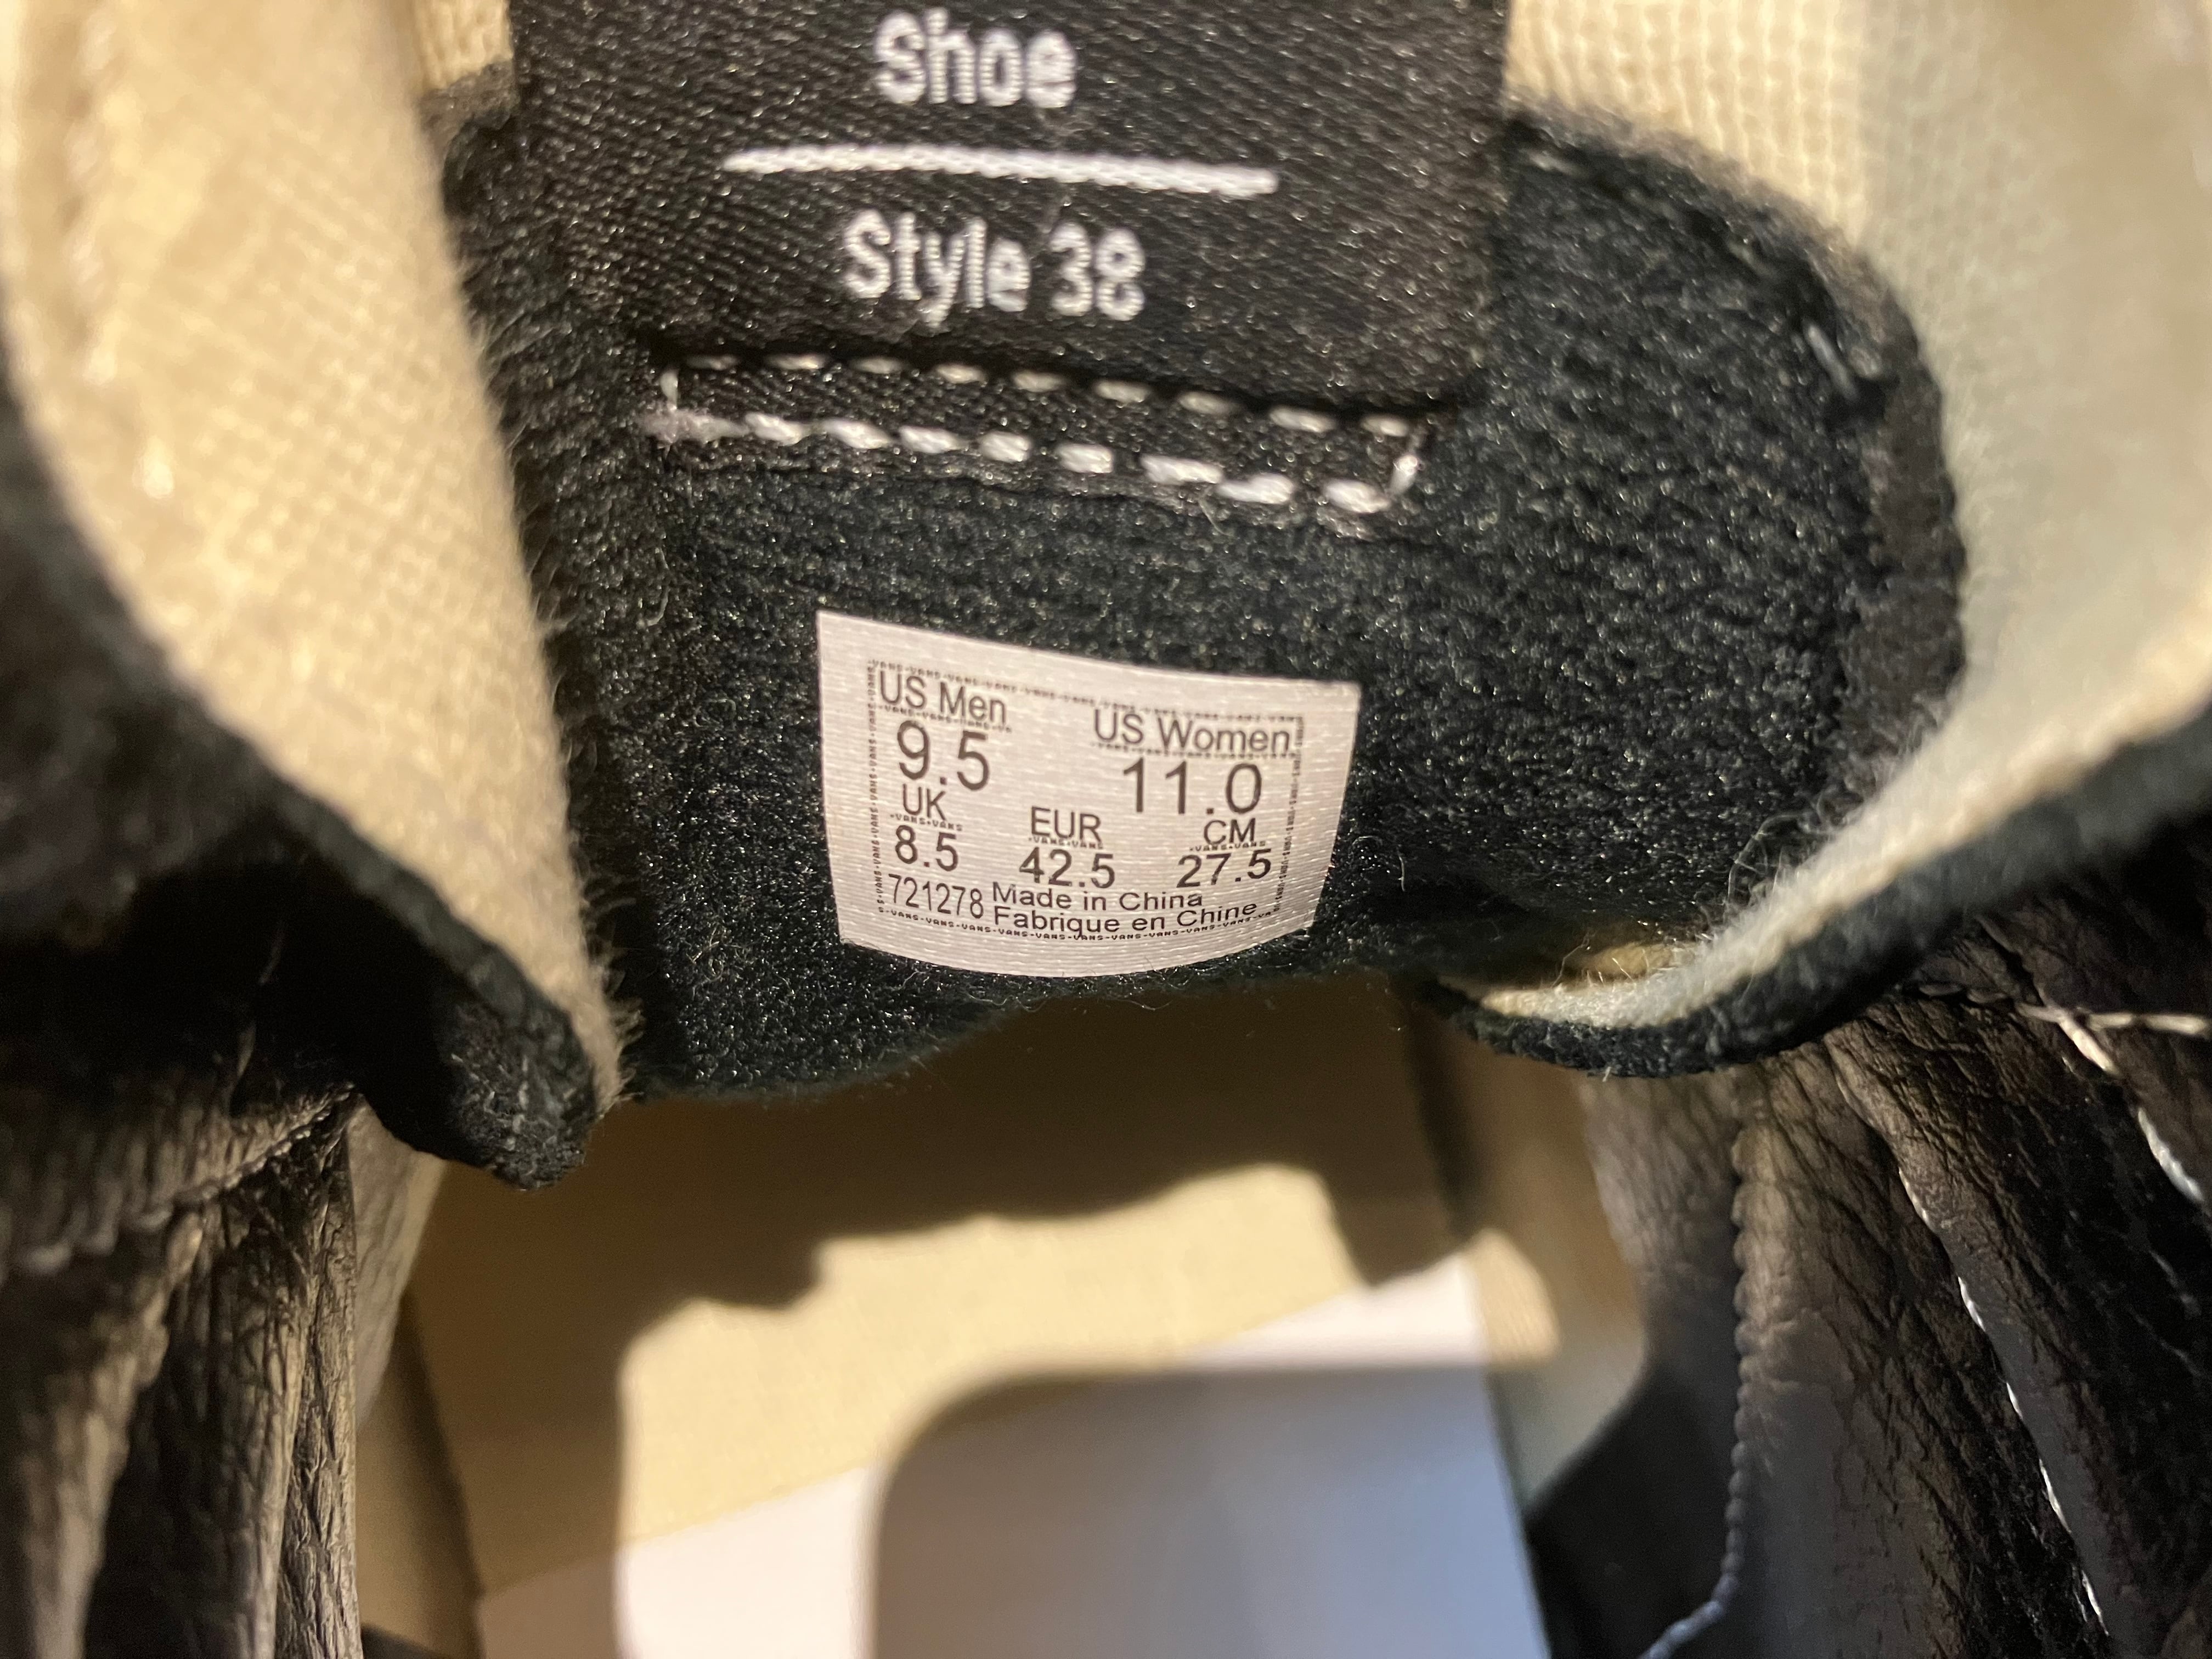 Shoe
Style 38
US Men US Women
9.5 11.0
UK EUR CM
8.5 42.5 27.5
721278 Made in China
Fabrique en Chine